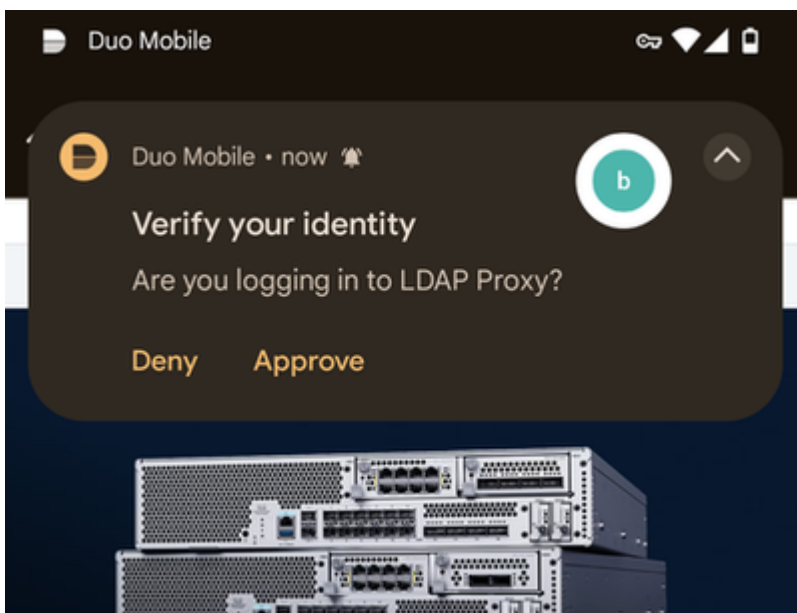 Duo Mobile
Duo Mobile • now
b
Verify your identity
Are you logging in to LDAP Proxy?
Deny Approve